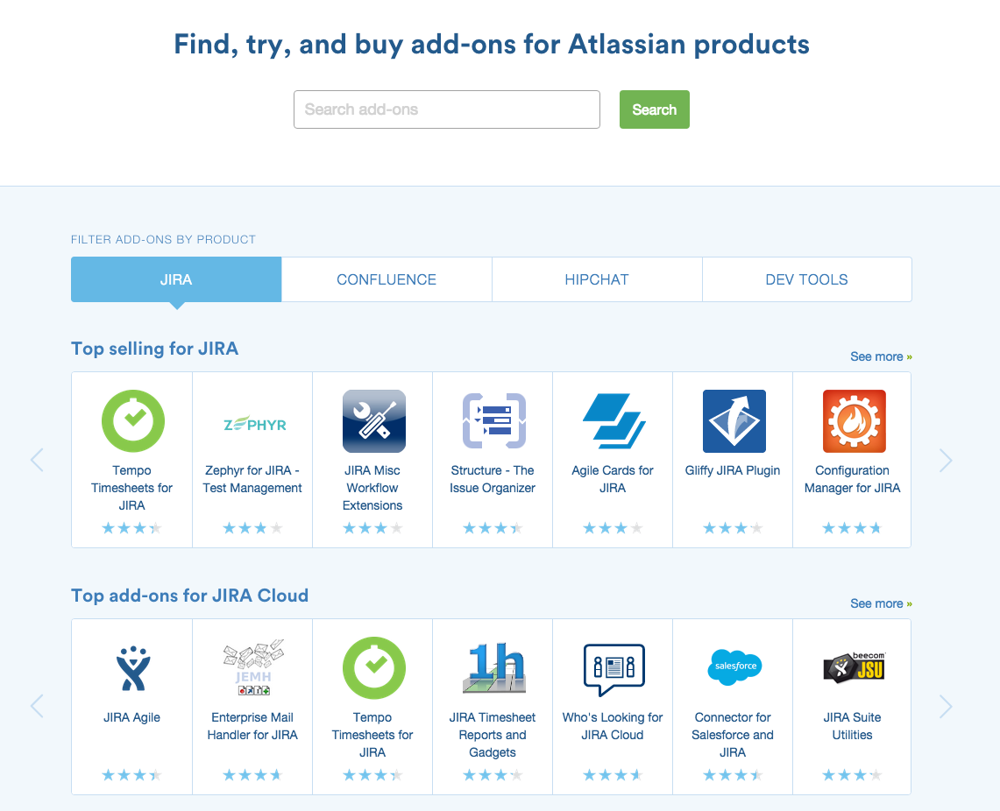 Find, try, and buy add-ons for Atlassian products
Search add-ons
Search
FILTER ADD-ONS BY PRODUCT
JIRA
CONFLUENCE
HIPCHAT
DEV TOOLS
Top selling for JIRA
See more »
ZEPHYR
Tempo
Timesheets for
JIRA
Zephyr for JIRA -
Test Management
JIRA Misc
Workflow
Extensions
Structure - The
Issue Organizer
Agile Cards for
JIRA
Gliffy JIRA Plugin
Configuration
Manager for JIRA
Top add-ons for JIRA Cloud
See more »
JIRA Agile
JEMH
Enterprise Mail
Handler for JIRA
Tempo
Timesheets for
JIRA
1h
JIRA Timesheet
Reports and
Gadgets
Who's Looking for
JIRA Cloud
salesforce
Connector for
Salesforce and
JIRA
beecom
JSU
JIRA Suite
Utilities